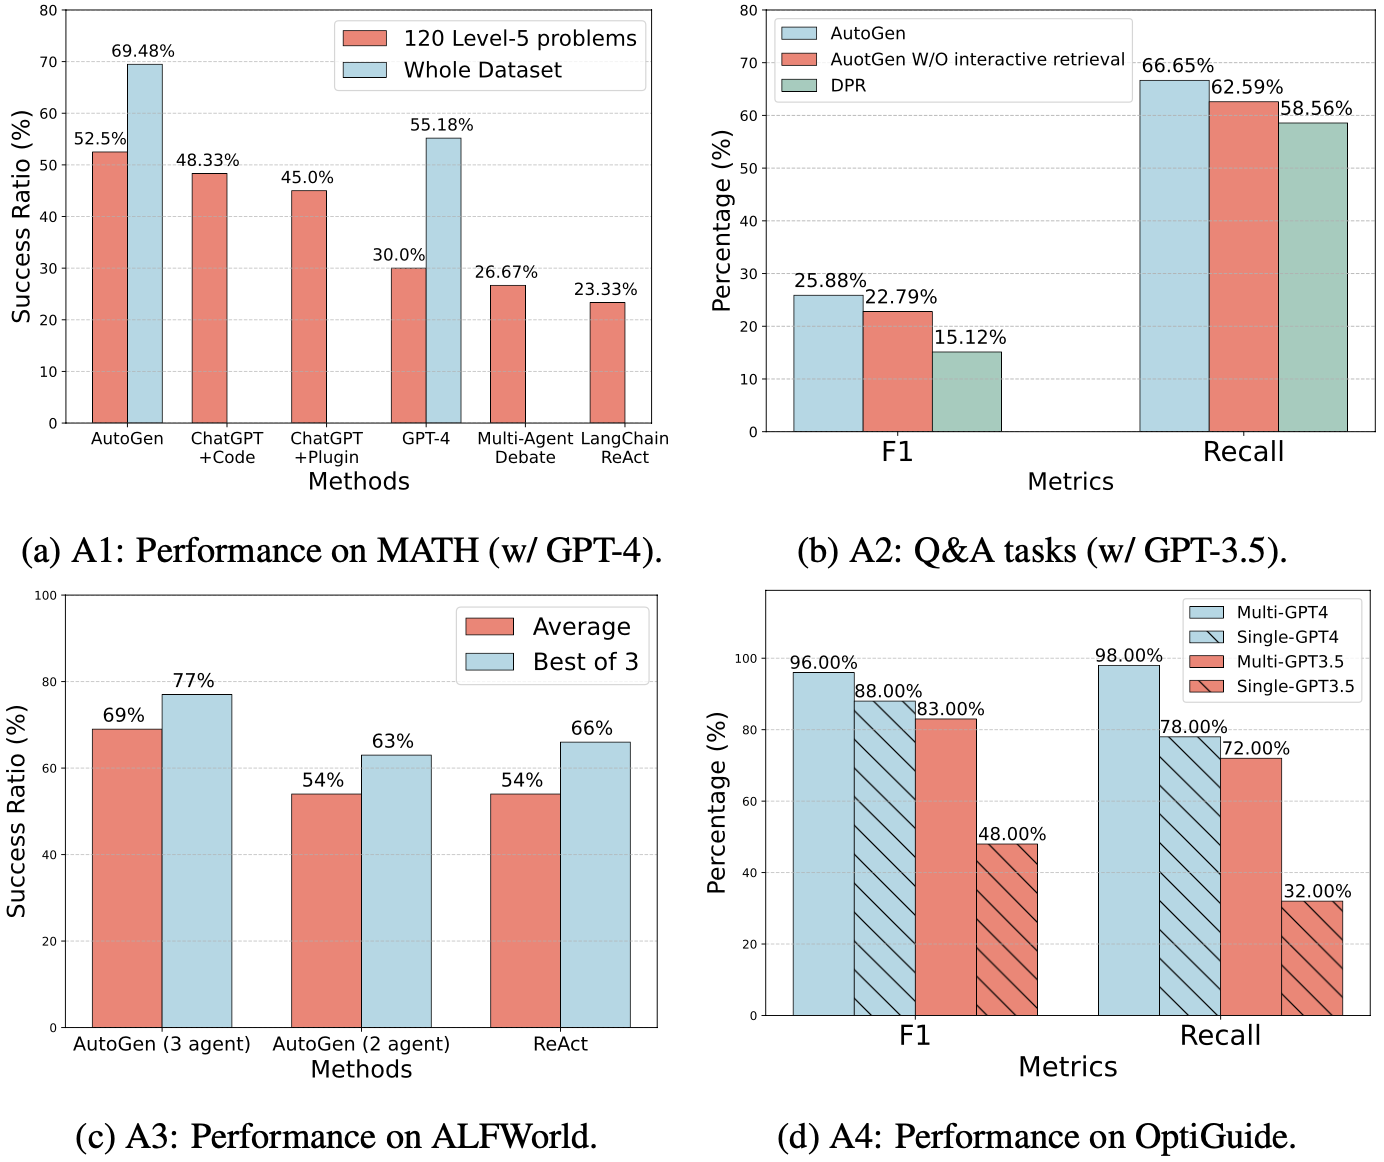 80
70
60
50
40
30
20
10
0
Success Ratio (%)
120 Level-5 problems
Whole Dataset
52.5%
69.48%
48.33%
45.0%
30.0%
55.18%
26.67%
23.33%
AutoGen
ChatGPT
+Code
ChatGPT
+Plugin
GPT-4
Multi-Agent
Debate
LangChain
ReAct
Methods
(a) A1: Performance on MATH (w/ GPT-4).
80
70
60
50
40
30
20
10
0
Percentage (%)
AutoGen
AuotGen W/O interactive retrieval
DPR
25.88%
22.79%
15.12%
66.65%
62.59%
58.56%
F1
Recall
Metrics
(b) A2: Q&A tasks (w/ GPT-3.5).
100
80
60
40
20
0
Success Ratio (%)
Average
Best of 3
69%
77%
54%
63%
54%
66%
AutoGen (3 agent)
AutoGen (2 agent)
ReAct
Methods
(c) A3: Performance on ALFWorld.
100
80
60
40
20
0
Percentage (%)
Multi-GPT4
Single-GPT4
Multi-GPT3.5
Single-GPT3.5
96.00%
88.00%
83.00%
48.00%
98.00%
78.00%
72.00%
32.00%
F1
Recall
Metrics
(d) A4: Performance on OptiGuide.